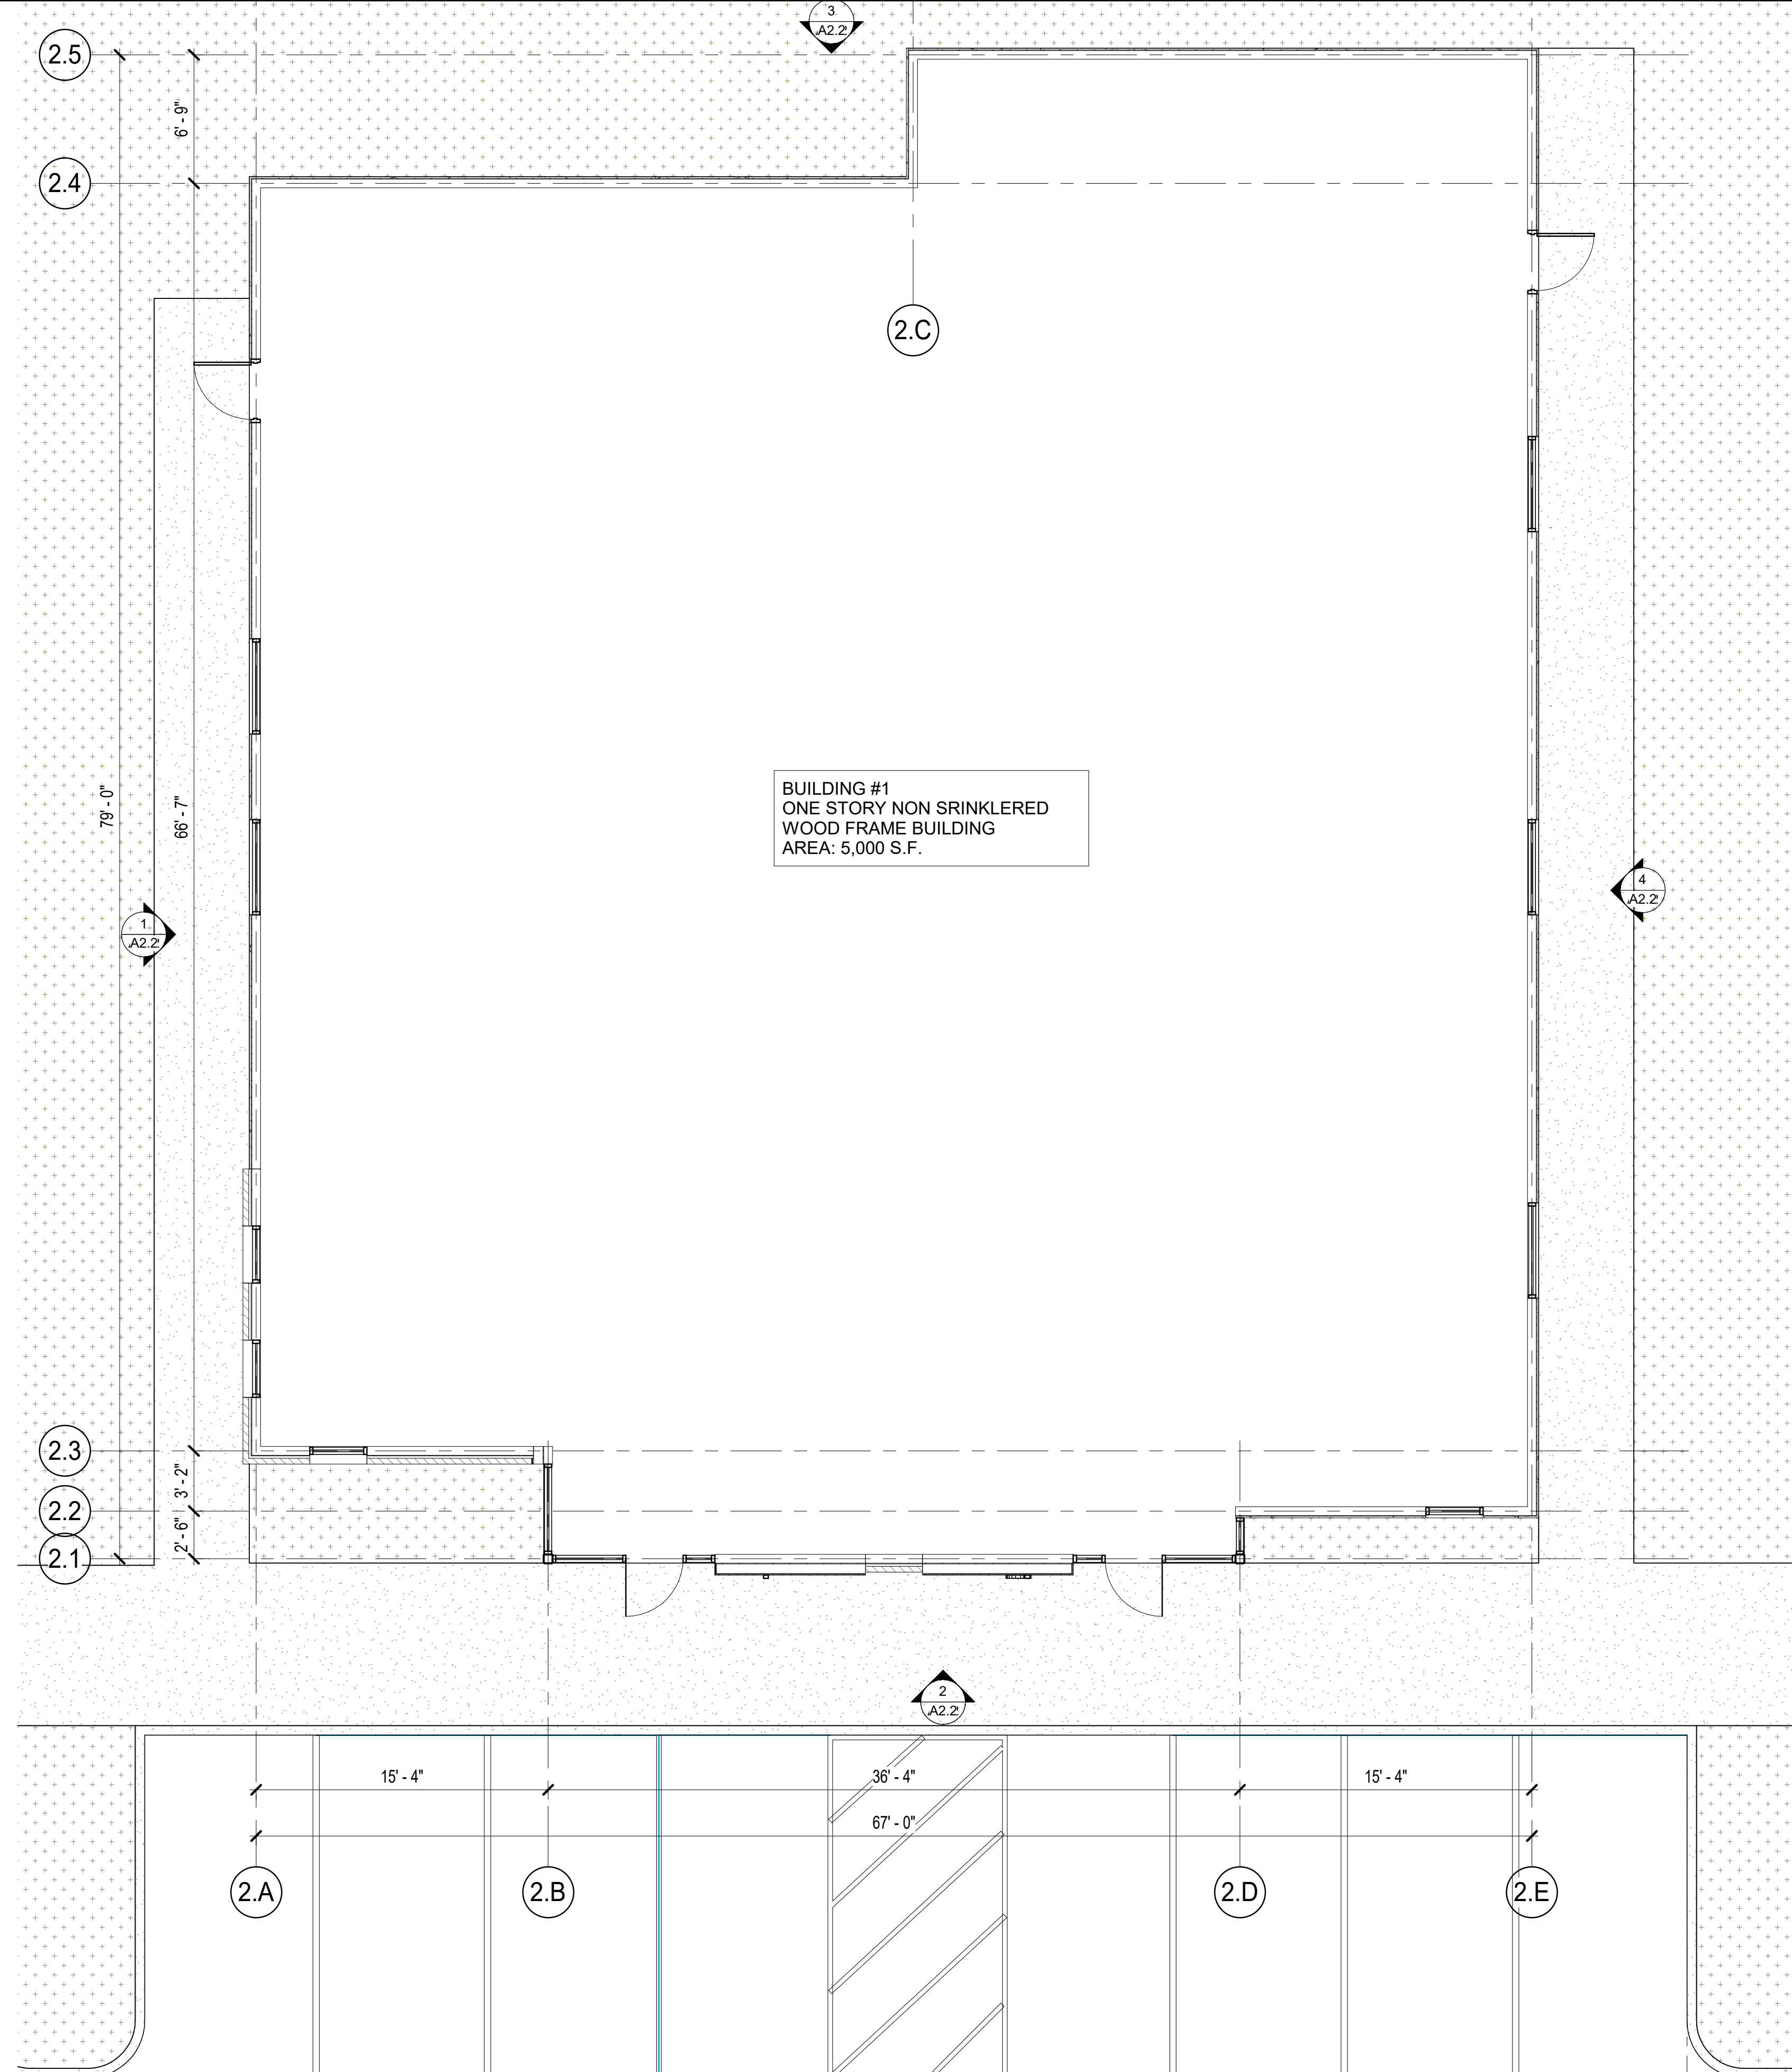 3
A2.2
2.5
6' - 9"
2.4
2.C
79' - 0"
66' - 7"
BUILDING #1
ONE STORY NON SRINKLERED
WOOD FRAME BUILDING
AREA: 5,000 S.F.
1
A2.2
4
A2.2
2.3
3' - 2"
2.2
2' - 6"
2.1
2
A2.2
15' - 4"
36' - 4"
15' - 4"
67' - 0"
2.A
2.B
2.D
2.E